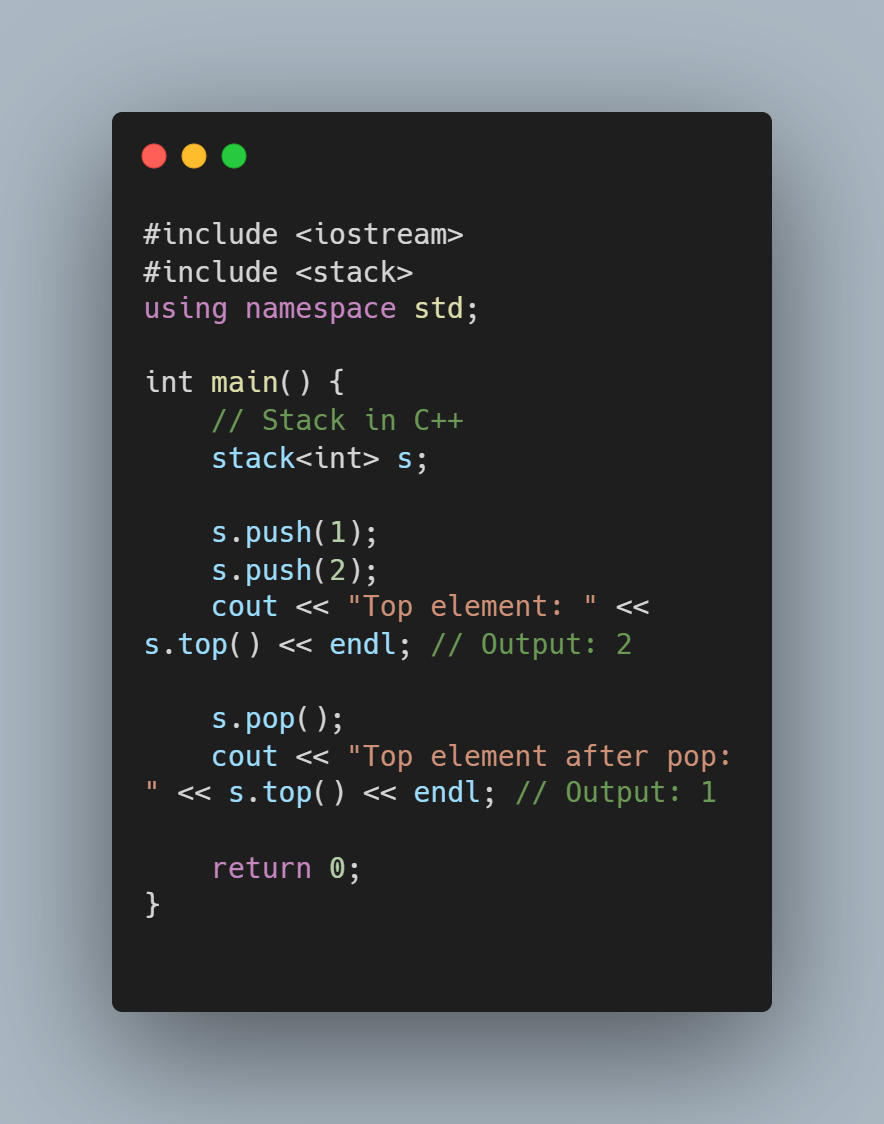 #include <iostream>
#include <stack>
using namespace std;

int main() {
    // Stack in C++
    stack<int> s;

    s.push(1);
    s.push(2);
    cout << "Top element: " <<
s.top() << endl; // Output: 2

    s.pop();
    cout << "Top element after pop:
" << s.top() << endl; // Output: 1

    return 0;
}